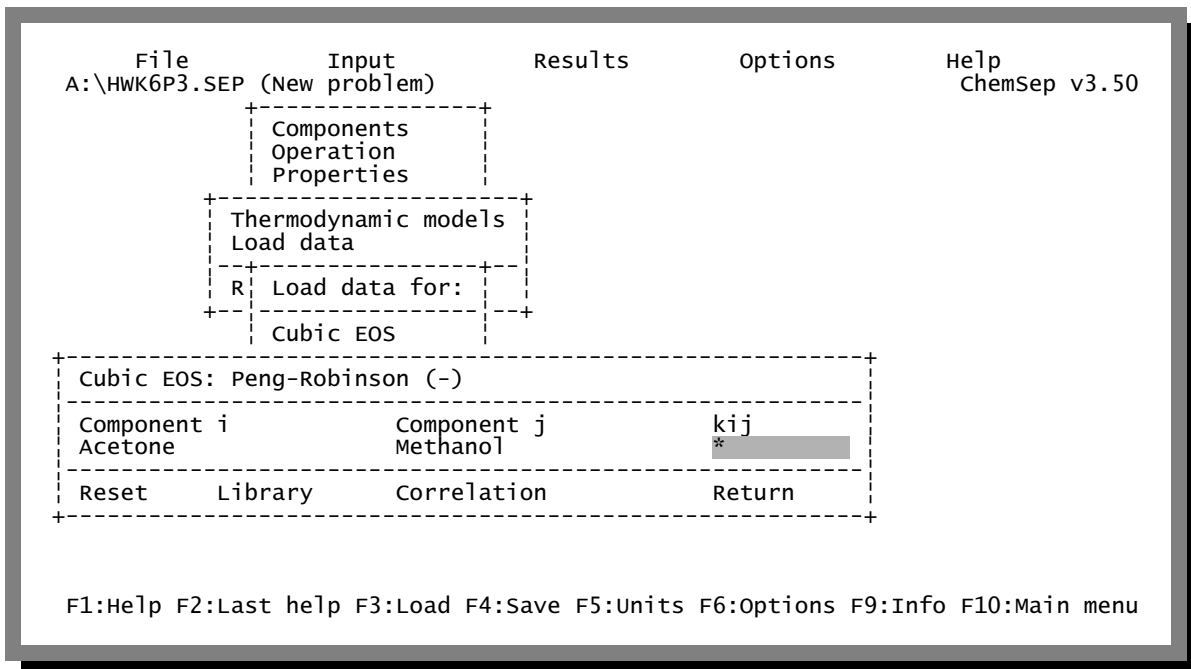 File Input Results Options Help
A:\HWK6P3.SEP (New problem) ChemSep v3.50
Components
Operation
Properties
Thermodynamic models
Load data
R Load data for:
Cubic EOS
Cubic EOS: Peng-Robinson (-)
Component i Component j kij
Acetone Methanol *
Reset Library Correlation Return
F1:Help F2:Last help F3:Load F4:Save F5:Units F6:Options F9:Info F10:Main menu